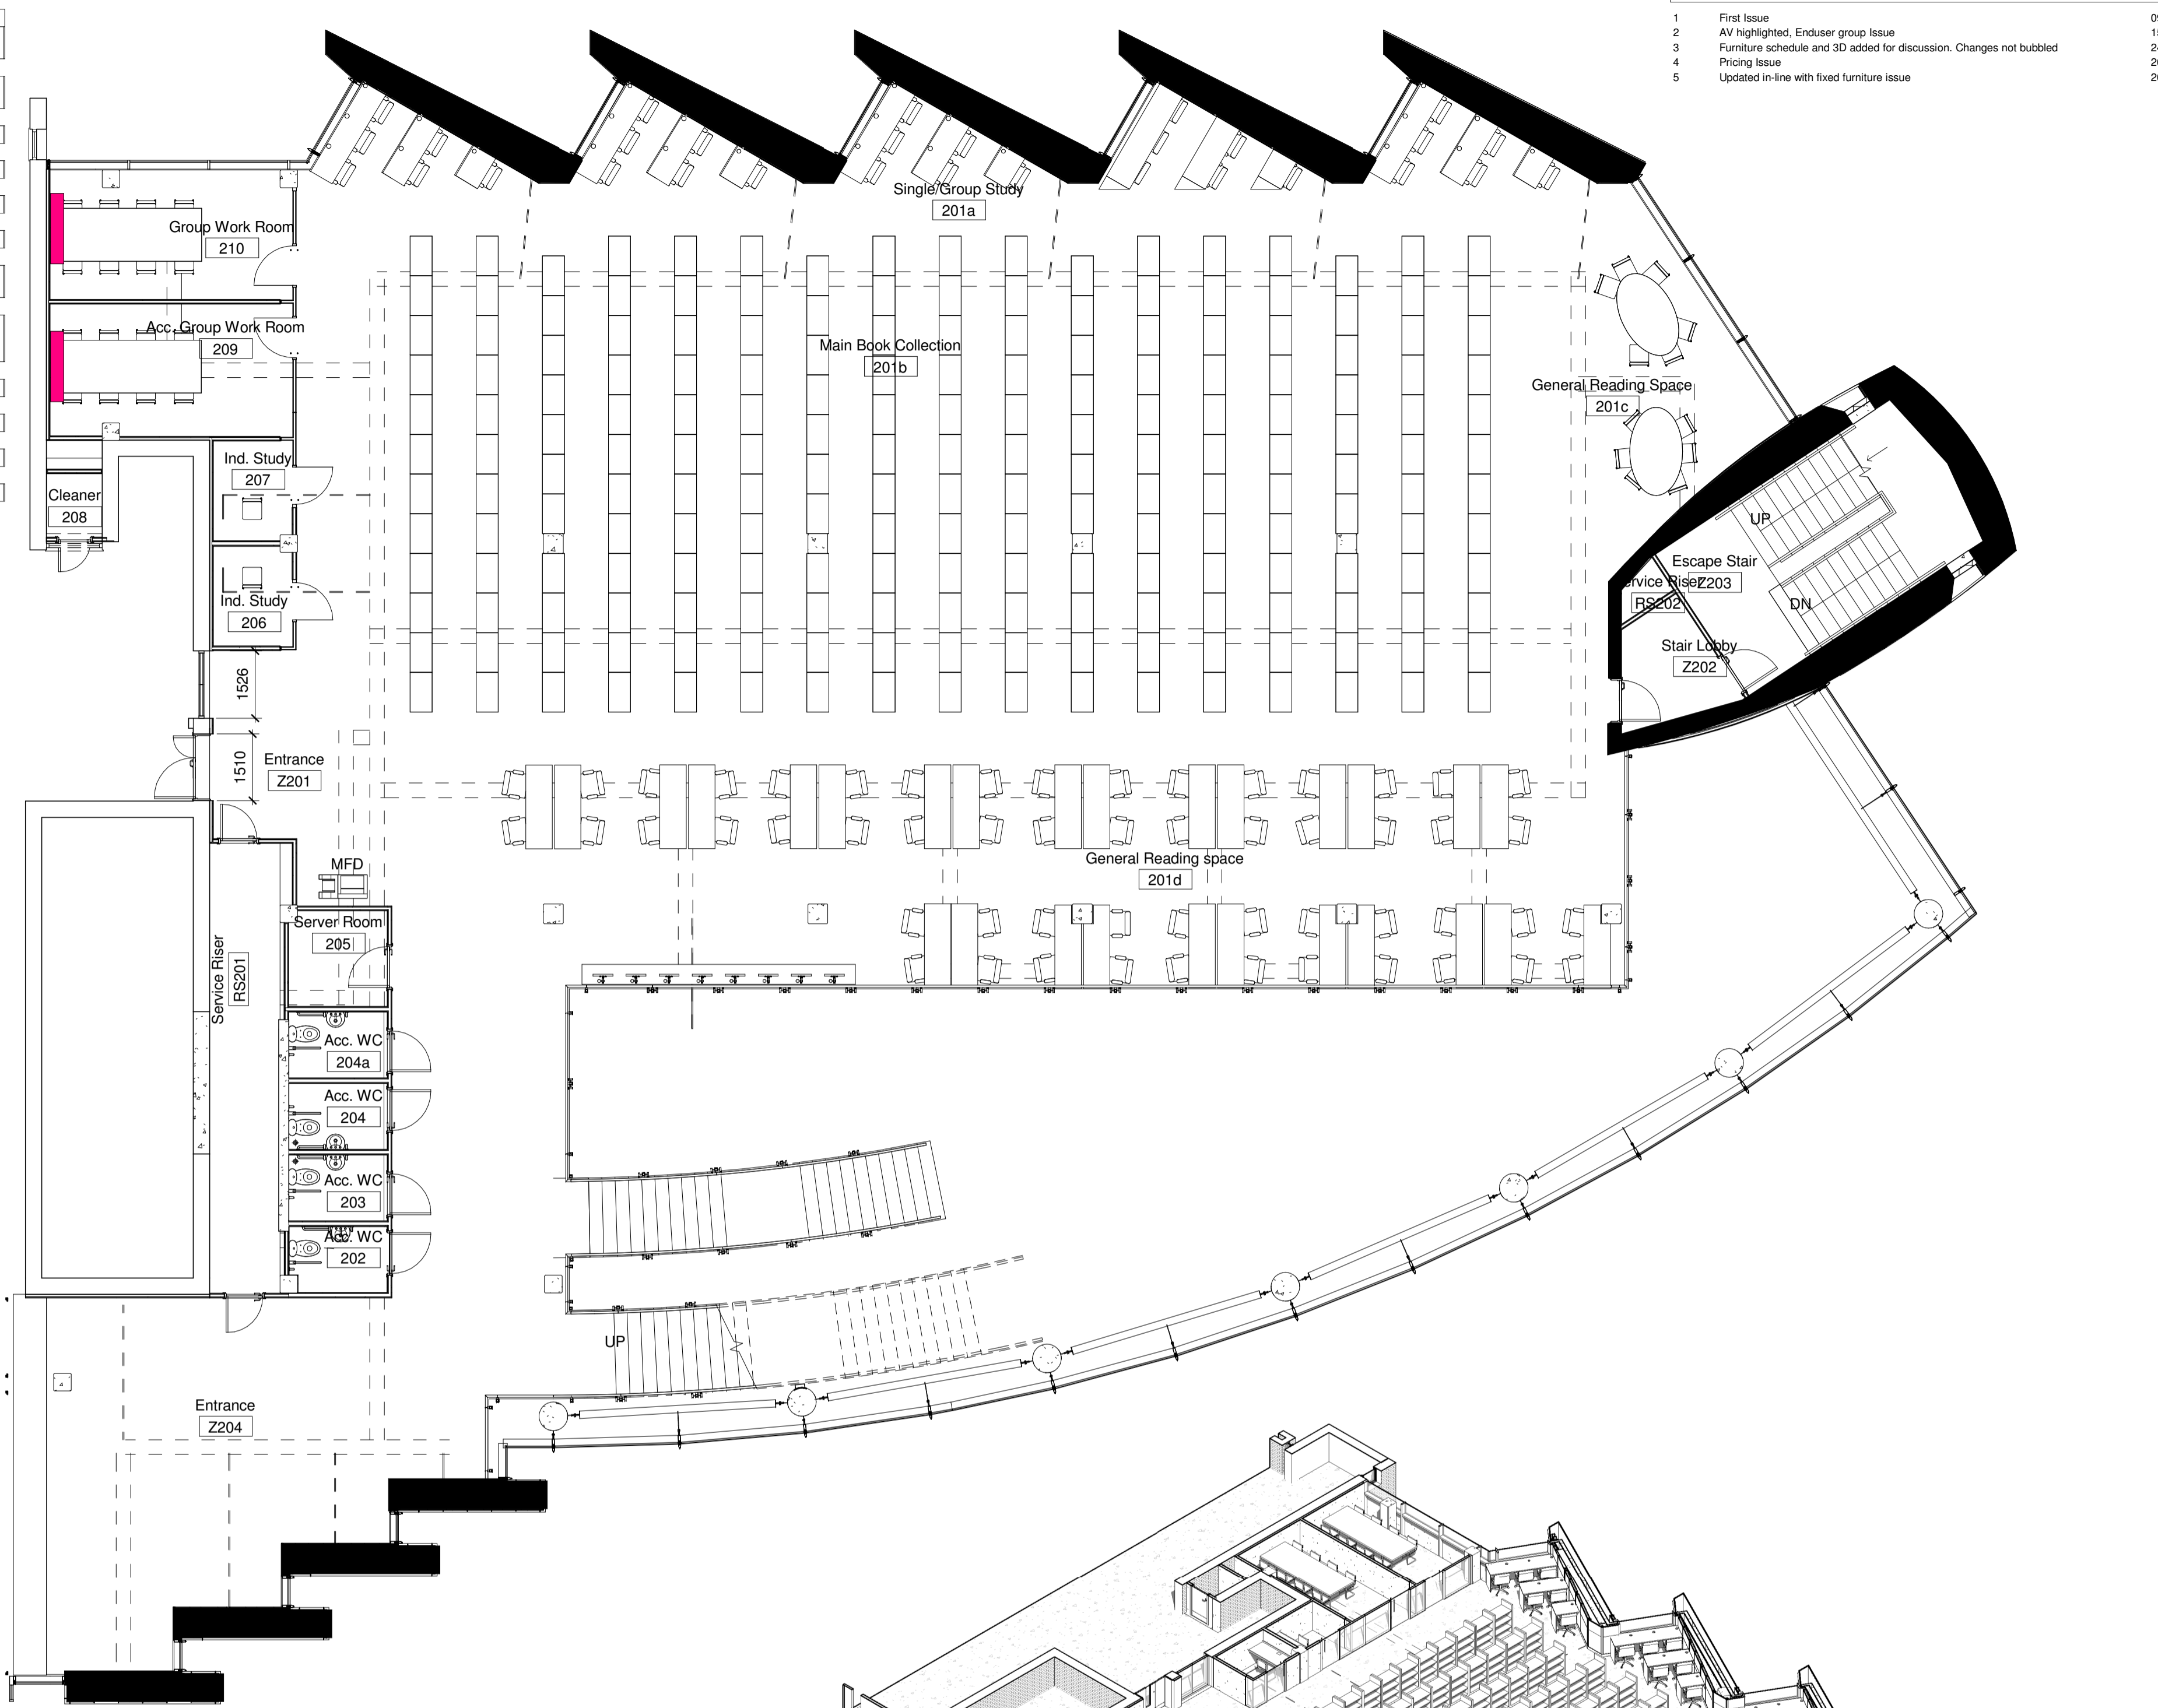 1 First Issue
2 AV highlighted, Enduser group Issue
3 Furniture schedule and 3D added for discussion. Changes not bubbled
4 Pricing Issue
5 Updated in-line with fixed furniture issue
Single/Group Study
201a
Group Work Room
210
Acc. Group Work Room
209
Main Book Collection
201b
General Reading Space
201c
Ind. Study
207
Cleaner
208
UP
Escape Stair
Z203
RS202
DN
Ind. Study
206
Stair Lobby
Z202
1526
1510
Entrance
Z201
MFD
General Reading space
201d
Server Room
205
Service Riser
RS201
Acc. WC
204a
Acc. WC
204
Acc. WC
203
Acc. WC
202
UP
Entrance
Z204